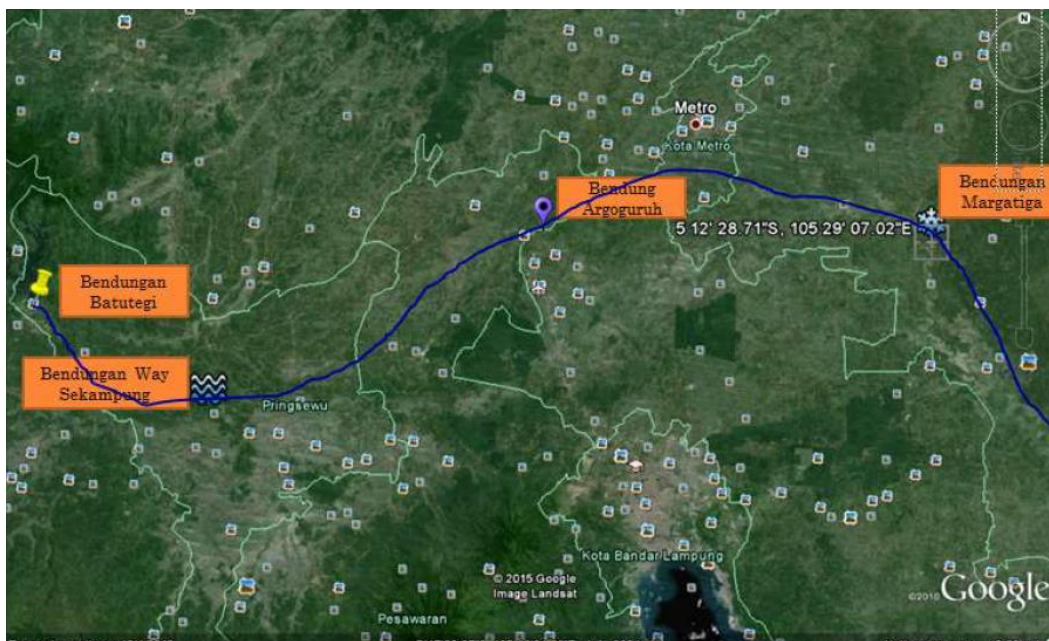 N
Metro
Kota Metro
Bendung
Argoguruh
Bendungan
Margatiga
5 12' 28.71"S, 105 29' 07.02"E
Bendungan
Batutegi
Bendungan Way
Sekampung
Pringsewu
Kota Bandar Lampung
© 2015 Google
Image Landsat
Pesawaran
©2010 Google